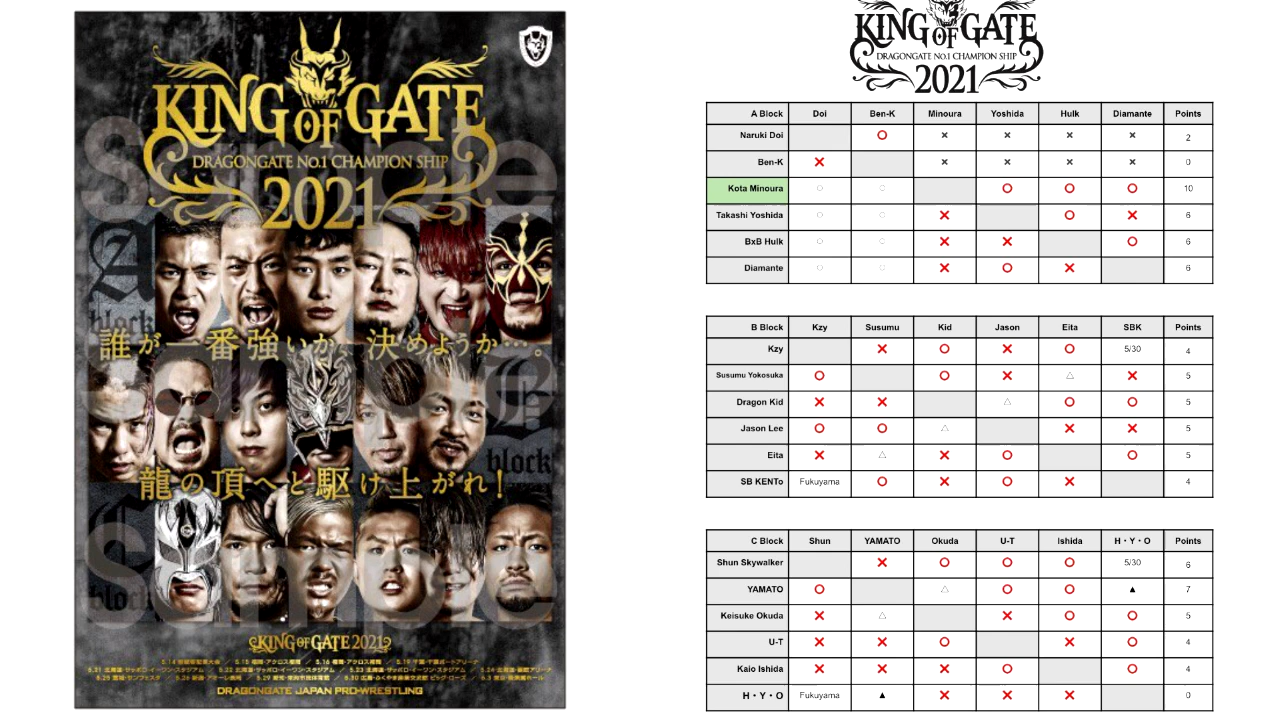 KING OF GATE
DRAGONGATE No.1 CHAMPION SHIP
2021
Sample
A
block
誰が一番強いか、決めようか…。
Sample
B
block
龍の頂へと駆け上がれ!
C
block
Sample
KING OF GATE 2021
DRAGONGATE JAPAN PRO-WRESTLING
KING OF GATE
DRAGONGATE No.1 CHAMPION SHIP
2021
A Block Doi Ben-K Minoura Yoshida Hulk Diamante Points
Naruki Doi ○ × × × × 2
Ben-K × × × × × 0
Kota Minoura ○ ○ ○ ○ ○ 10
Takashi Yoshida ○ ○ × ○ × 6
BxB Hulk ○ ○ × × ○ 6
Diamante ○ ○ × ○ × 6
B Block Kzy Susumu Kid Jason Eita SBK Points
Kzy × ○ × ○ 5/30 4
Susumu Yokosuka ○ ○ × △ × 5
Dragon Kid × × △ ○ ○ 5
Jason Lee ○ ○ △ × × 5
Eita × △ × ○ ○ 5
SB KENTo Fukuyama ○ × ○ × 4
C Block Shun YAMATO Okuda U-T Ishida H・Y・O Points
Shun Skywalker × ○ ○ ○ 5/30 6
YAMATO ○ △ ○ ○ ▲ 7
Keisuke Okuda × △ × ○ ○ 5
U-T × × ○ × ○ 4
Kaio Ishida × × × ○ ○ 4
H・Y・O Fukuyama ▲ × × × 0